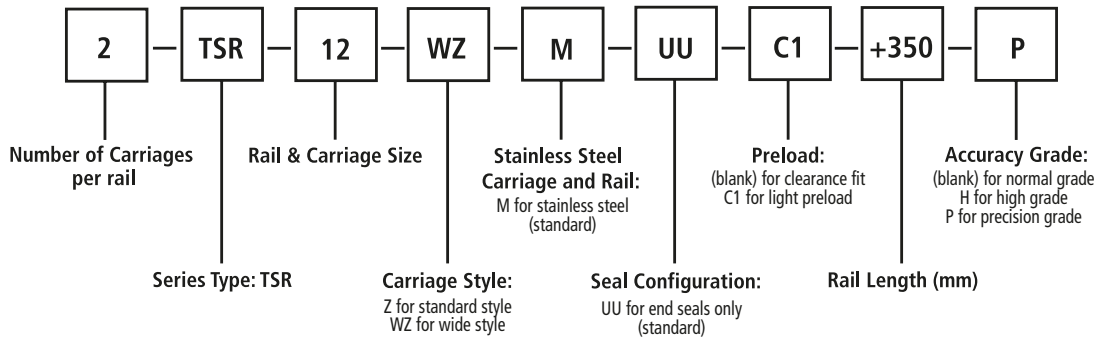 2 – TSR – 12 – WZ – M – UU – C1 – +350 – P
Number of Carriages
per rail
Rail & Carriage Size
Stainless Steel
Carriage and Rail:
M for stainless steel
(standard)
Preload:
(blank) for clearance fit
C1 for light preload
Accuracy Grade:
(blank) for normal grade
H for high grade
P for precision grade
Series Type: TSR
Carriage Style:
Z for standard style
WZ for wide style
Seal Configuration:
UU for end seals only
(standard)
Rail Length (mm)